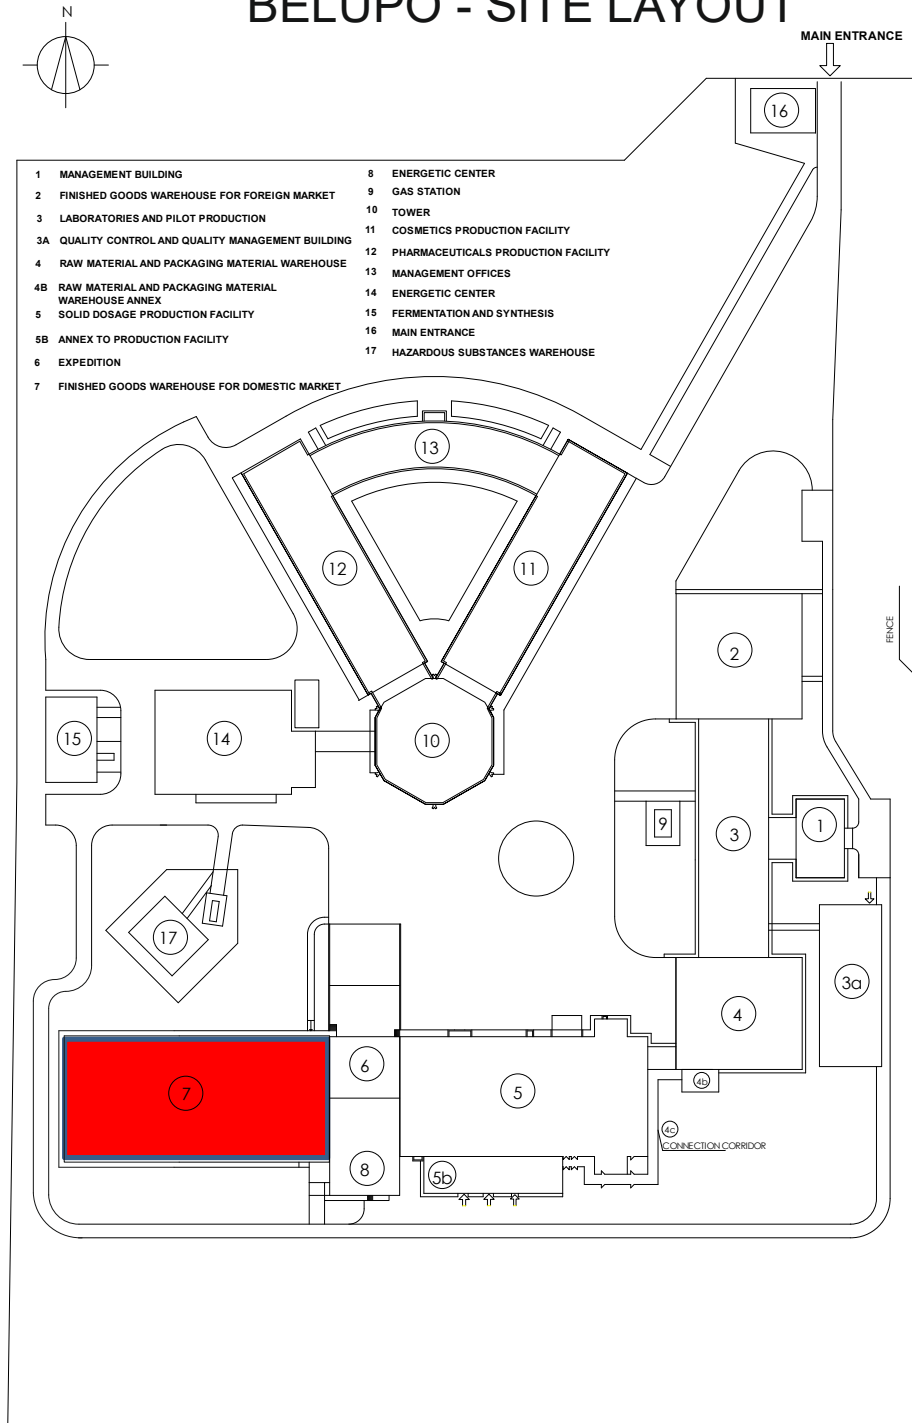 BELUPO - SITE LAYOUT
N
MAIN ENTRANCE
16
1 MANAGEMENT BUILDING
2 FINISHED GOODS WAREHOUSE FOR FOREIGN MARKET
3 LABORATORIES AND PILOT PRODUCTION
3A QUALITY CONTROL AND QUALITY MANAGEMENT BUILDING
4 RAW MATERIAL AND PACKAGING MATERIAL WAREHOUSE
4B RAW MATERIAL AND PACKAGING MATERIAL
WAREHOUSE ANNEX
5 SOLID DOSAGE PRODUCTION FACILITY
5B ANNEX TO PRODUCTION FACILITY
6 EXPEDITION
7 FINISHED GOODS WAREHOUSE FOR DOMESTIC MARKET
8 ENERGETIC CENTER
9 GAS STATION
10 TOWER
11 COSMETICS PRODUCTION FACILITY
12 PHARMACEUTICALS PRODUCTION FACILITY
13 MANAGEMENT OFFICES
14 ENERGETIC CENTER
15 FERMENTATION AND SYNTHESIS
16 MAIN ENTRANCE
17 HAZARDOUS SUBSTANCES WAREHOUSE
13
12
11
FENCE
2
15
14
10
9
3
1
17
3a
4
6
7
5
4b
4c
CONNECTION CORRIDOR
8
5b